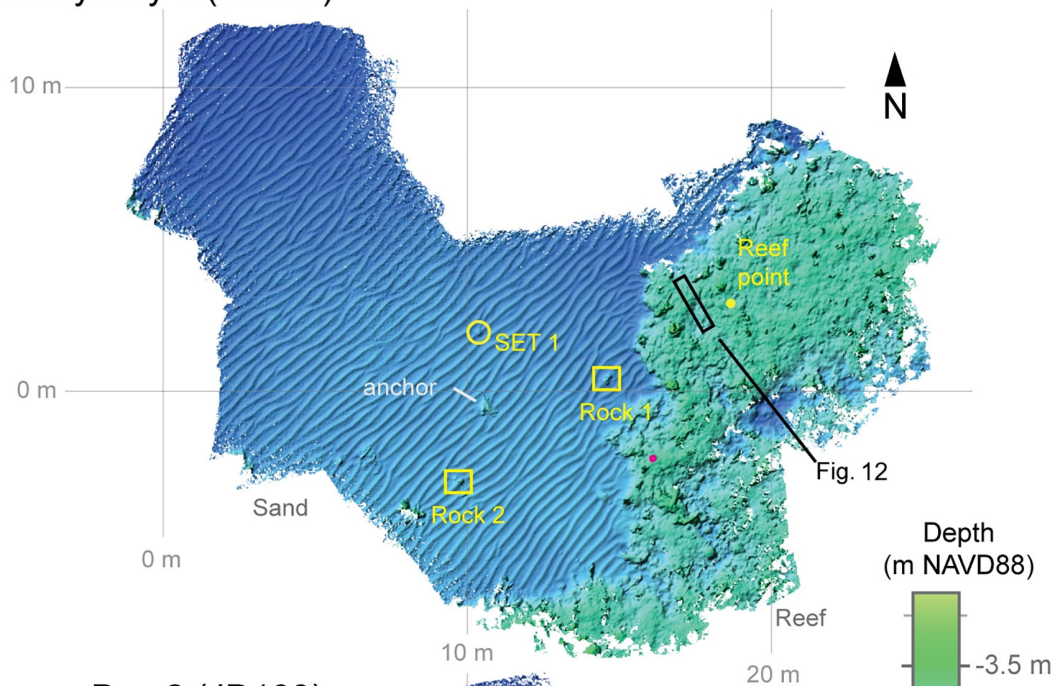 10 m
N
Reef
point
SET 1
anchor
0 m
Rock 1
Fig. 12
Rock 2
Sand
Depth
(m NAVD88)
0 m
Reef
10 m
-3.5 m
20 m